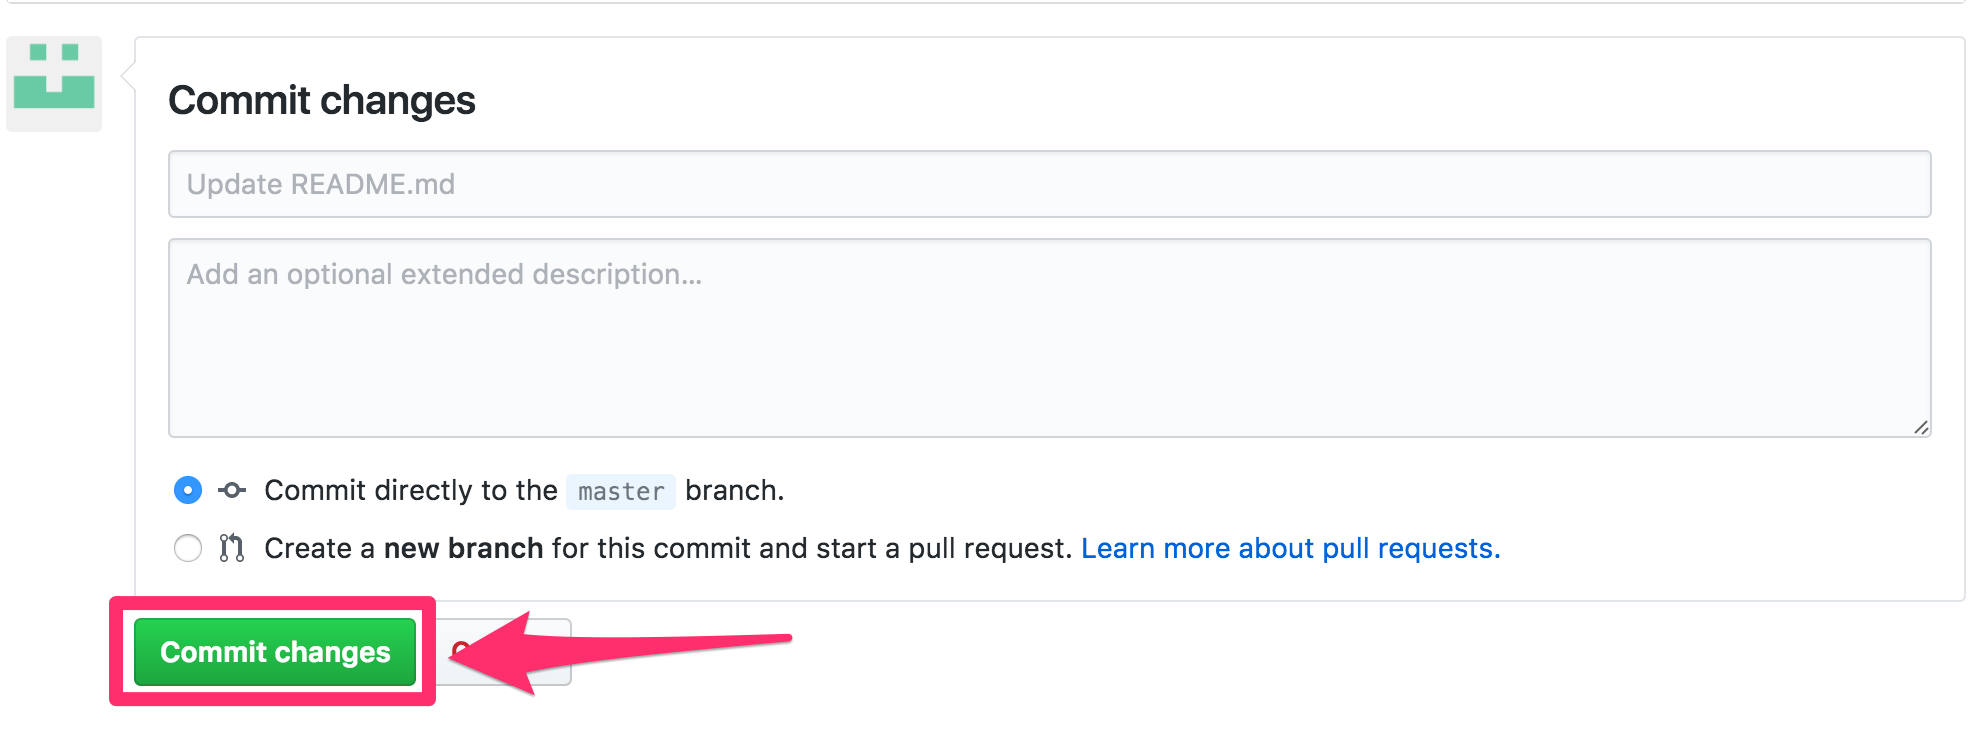 Commit changes
Update README.md
Add an optional extended description...
Commit directly to the master branch.
Create a new branch for this commit and start a pull request. Learn more about pull requests.
Commit changes